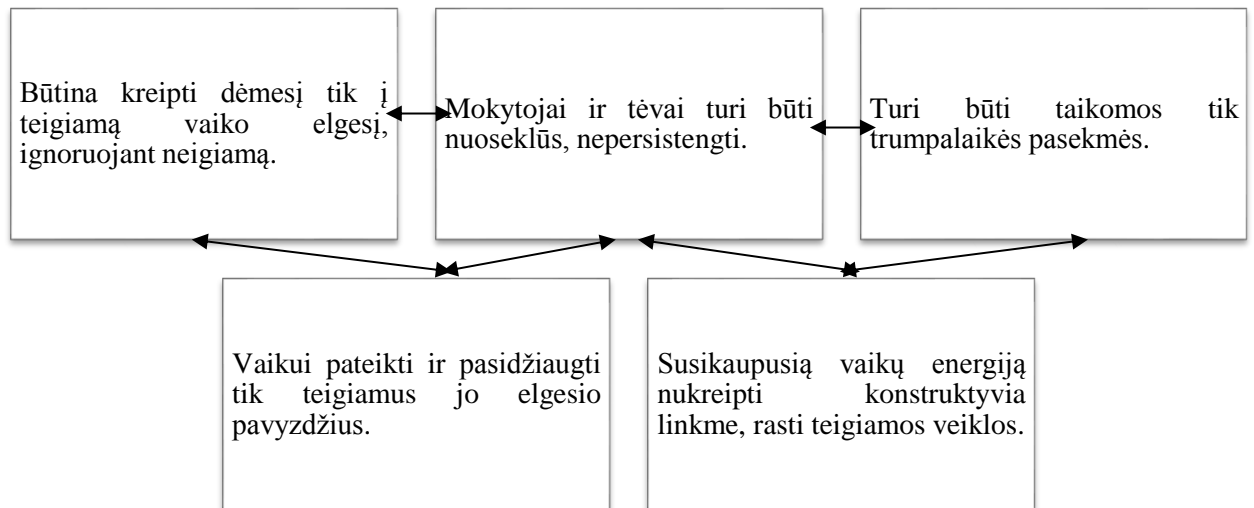 Būtina kreipti dėmesį tik į
teigiamą vaiko elgesį,
ignoruojant neigiamą.
Mokytojai ir tėvai turi būti
nuoseklūs, nepersistengti.
Turi būti taikomos tik
trumpalaikės pasekmės.
Vaikui pateikti ir pasidžiaugti
tik teigiamus jo elgesio
pavyzdžius.
Susikaupusią vaikų energiją
nukreipti konstruktyvia
linkme, rasti teigiamos veiklos.